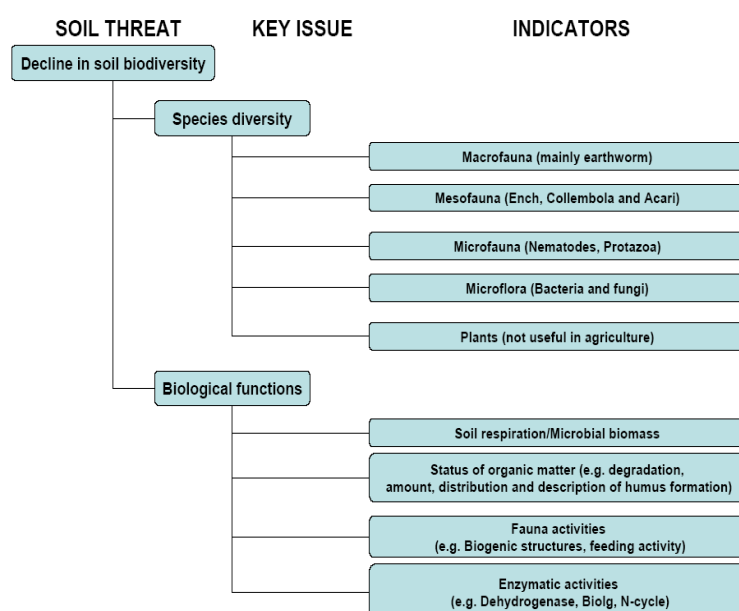 SOIL THREAT KEY ISSUE INDICATORS
Decline in soil biodiversity
Species diversity
Macrofauna (mainly earthworm)
Mesofauna (Ench, Collembola and Acari)
Microfauna (Nematodes, Protazoa)
Microflora (Bacteria and fungi)
Plants (not useful in agriculture)
Biological functions
Soil respiration/Microbial biomass
Status of organic matter (e.g. degradation,
amount, distribution and description of humus formation)
Fauna activities
(e.g. Biogenic structures, feeding activity)
Enzymatic activities
(e.g. Dehydrogenase, Biolg, N-cycle)